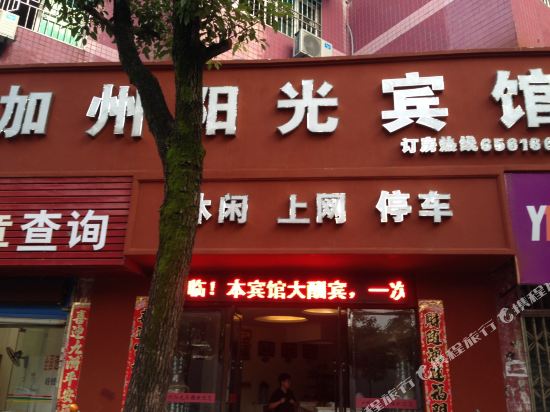 加州阳光宾馆
订房热线656186
休闲 上网 停车
查询
临！本宾馆大酬宾，一次
Y
携程旅行